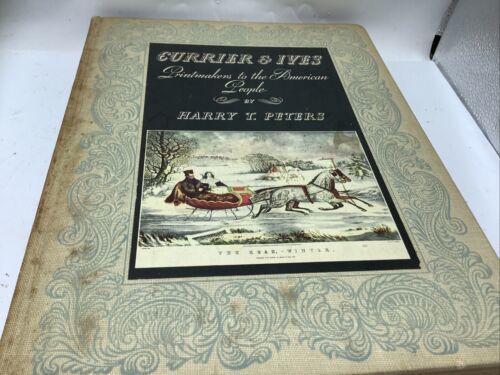 CURRIER & IVES
Printmakers to the American
People
BY
HARRY T. PETERS
THE ROAD,-WINTER.